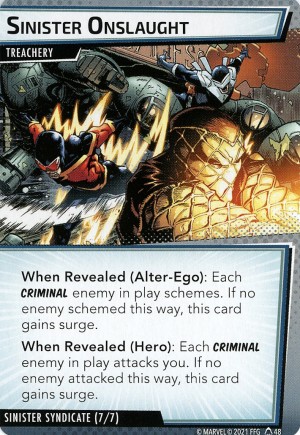 SINISTER ONSLAUGHT
TREACHERY
When Revealed (Alter-Ego): Each
CRIMINAL enemy in play schemes. If no
enemy schemed this way, this card
gains surge.
When Revealed (Hero): Each CRIMINAL
enemy in play attacks you. If no
enemy attacked this way, this card
gains surge.
SINISTER SYNDICATE (7/7)
© MARVEL © 2021 FFG 48